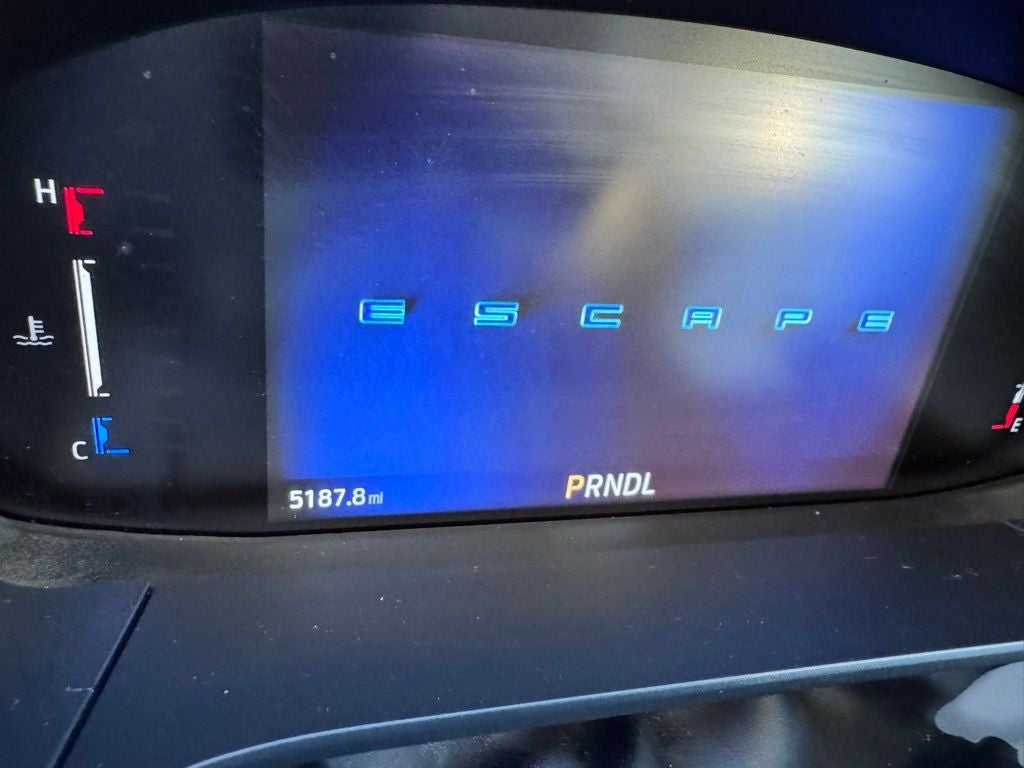 H
ESCAPE
C
5187.8 mi
PRNDL
E